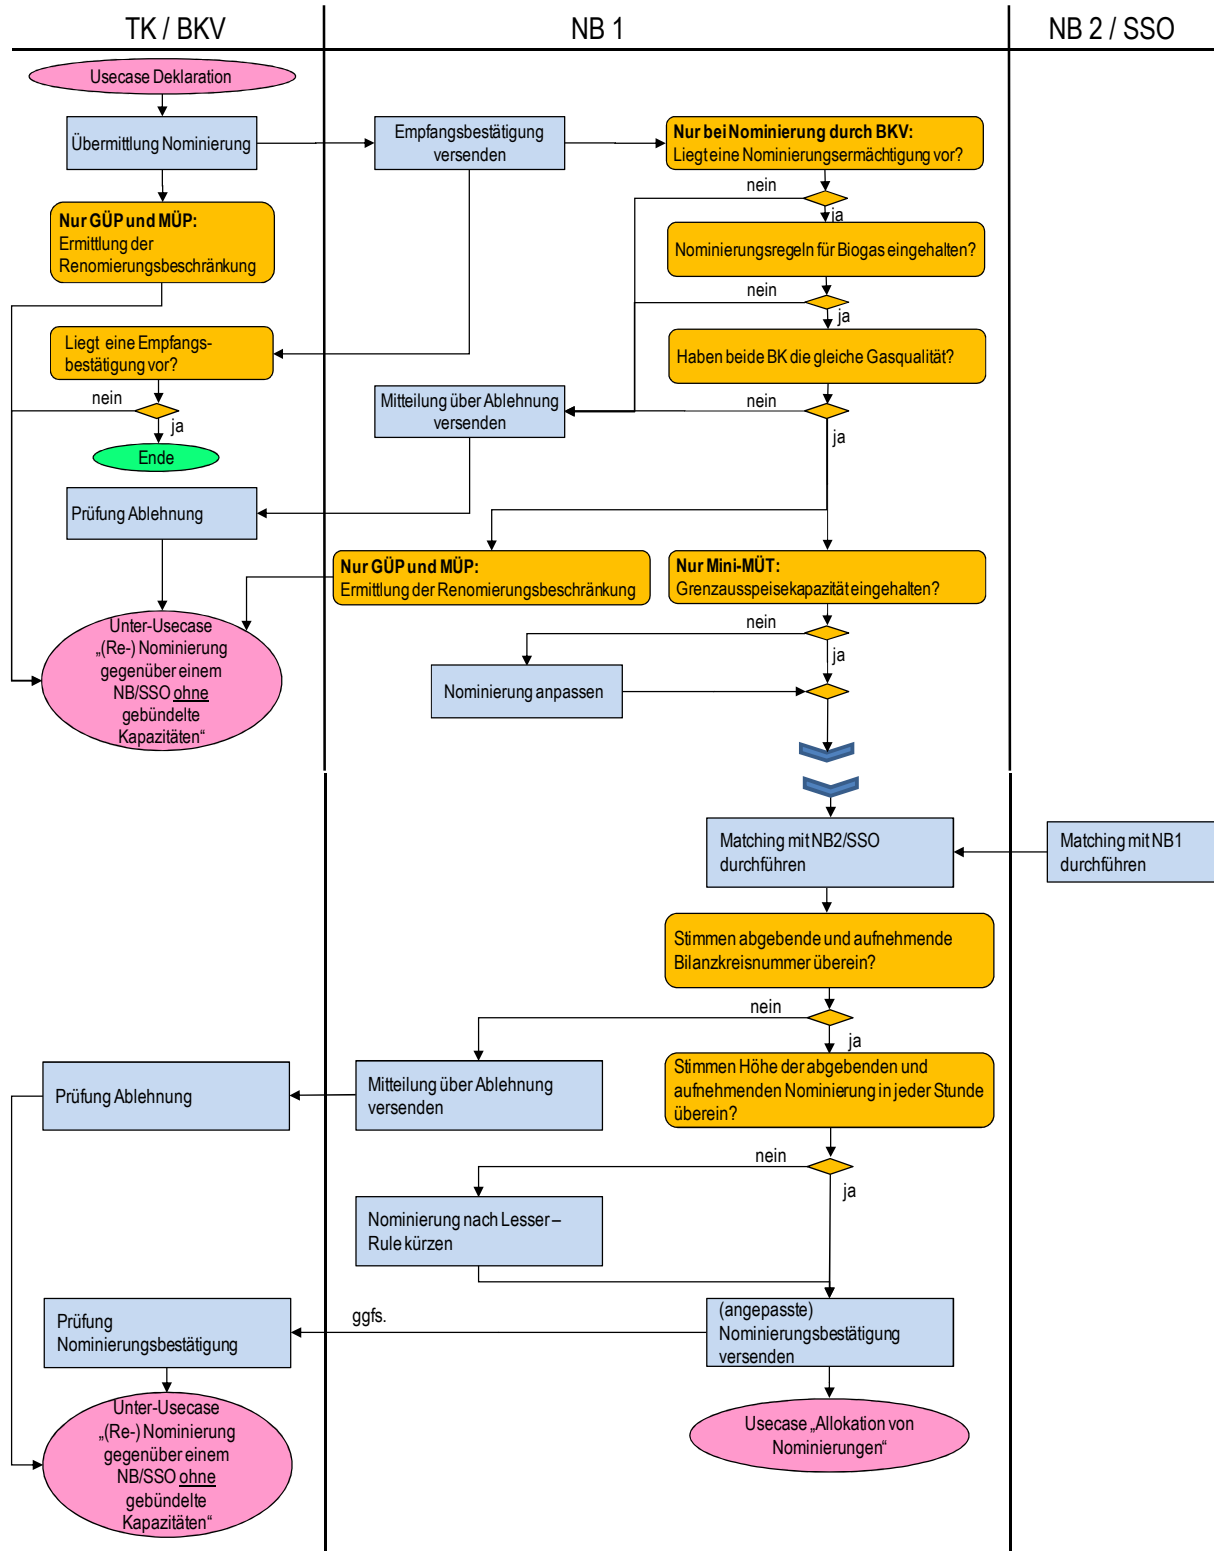 TK / BKV
NB 1
NB 2 / SSO
Usecase Deklaration
Übermittlung Nominierung
Empfangsbestätigung
versenden
Nur bei Nominierung durch BKV:
Liegt eine Nominierungsermächtigung vor?
nein
ja
Nur GÜP und MÜP:
Ermittlung der
Renomierungsbeschränkung
Nominierungsregeln für Biogas eingehalten?
nein
ja
Liegt eine Empfangs-
bestätigung vor?
Haben beide BK die gleiche Gasqualität?
nein
ja
Mitteilung über Ablehnung
versenden
nein
ja
Ende
Prüfung Ablehnung
Nur GÜP und MÜP:
Ermittlung der Renomierungsbeschränkung
Nur Mini-MÜT:
Grenzausspeisekapazität eingehalten?
nein
ja
Unter-Usecase
„(Re-) Nominierung
gegenüber einem
NB/SSO ohne
gebündelte
Kapazitäten“
Nominierung anpassen
Matching mit NB2/SSO
durchführen
Matching mit NB1
durchführen
Stimmen abgebende und aufnehmende
Bilanzkreisnummer überein?
nein
ja
Prüfung Ablehnung
Mitteilung über Ablehnung
versenden
Stimmen Höhe der abgebenden und
aufnehmenden Nominierung in jeder Stunde
überein?
nein
ja
Nominierung nach Lesser –
Rule kürzen
Prüfung
Nominierungsbestätigung
ggfs.
(angepasste)
Nominierungsbestätigung
versenden
Unter-Usecase
„(Re-) Nominierung
gegenüber einem
NB/SSO ohne
gebündelte
Kapazitäten“
Usecase „Allokation von
Nominierungen“